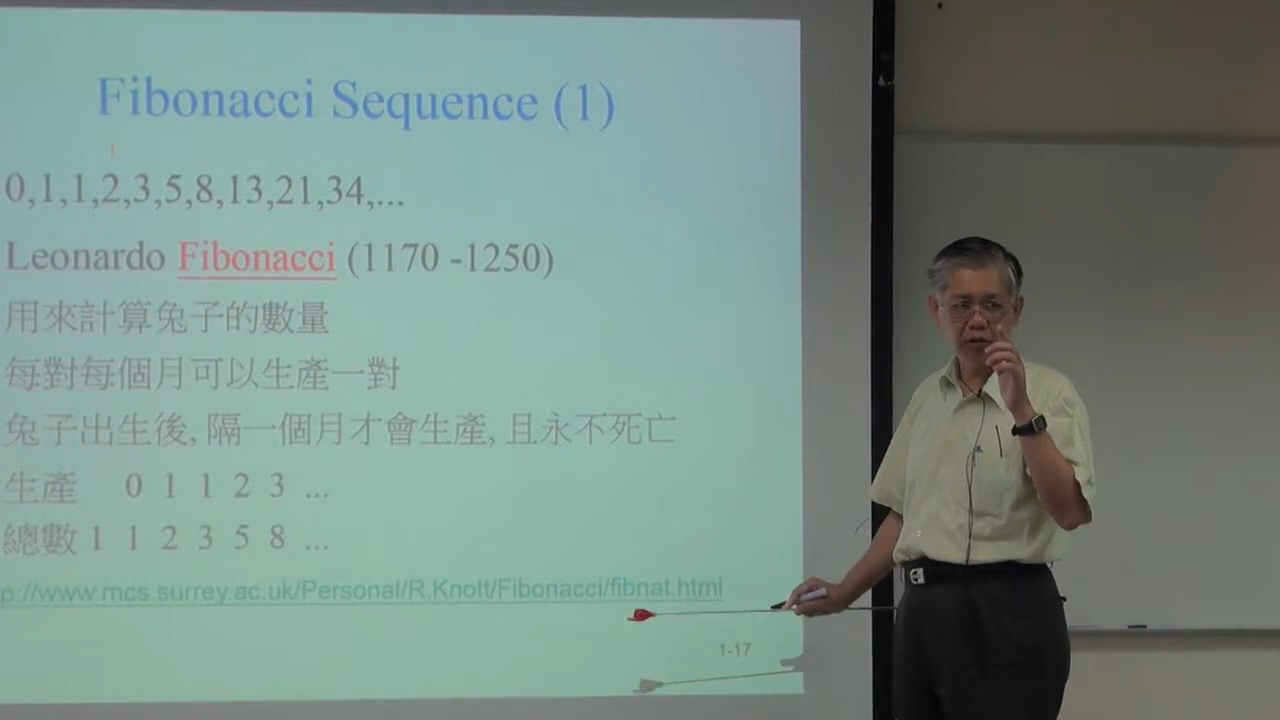 Fibonacci Sequence (1)
0,1,1,2,3,5,8,13,21,34,...
Leonardo Fibonacci (1170 -1250)
用來計算兔子的數量
每對每個月可以生產一對
兔子出生後, 隔一個月才會生產, 且永不死亡
生產 0 1 1 2 3 ...
總數 1 1 2 3 5 8 ...
p://www.mcs.surrey.ac.uk/Personal/R.Knott/Fibonacci/fibnat.html
1-17